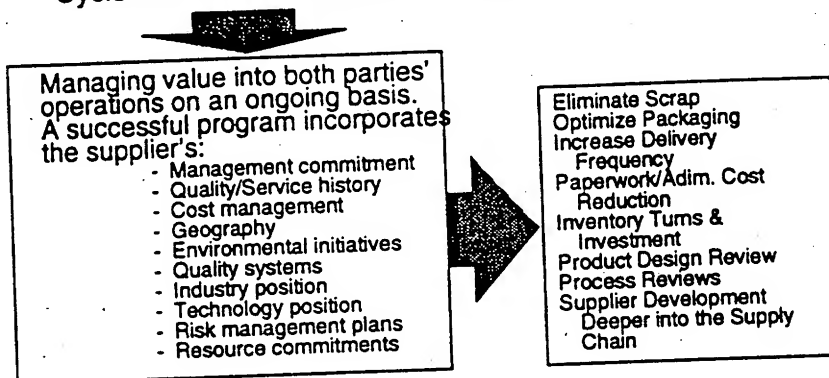 Cycle
Managing value into both parties'
operations on an ongoing basis.
A successful program incorporates
the supplier's:
- Management commitment
- Quality/Service history
- Cost management
- Geography
- Environmental initiatives
- Quality systems
- Industry position
- Technology position
- Risk management plans
- Resource commitments
Eliminate Scrap
Optimize Packaging
Increase Delivery
Frequency
Paperwork/Adim. Cost
Reduction
Inventory Turns &
Investment
Product Design Review
Process Reviews
Supplier Development
Deeper into the Supply
Chain